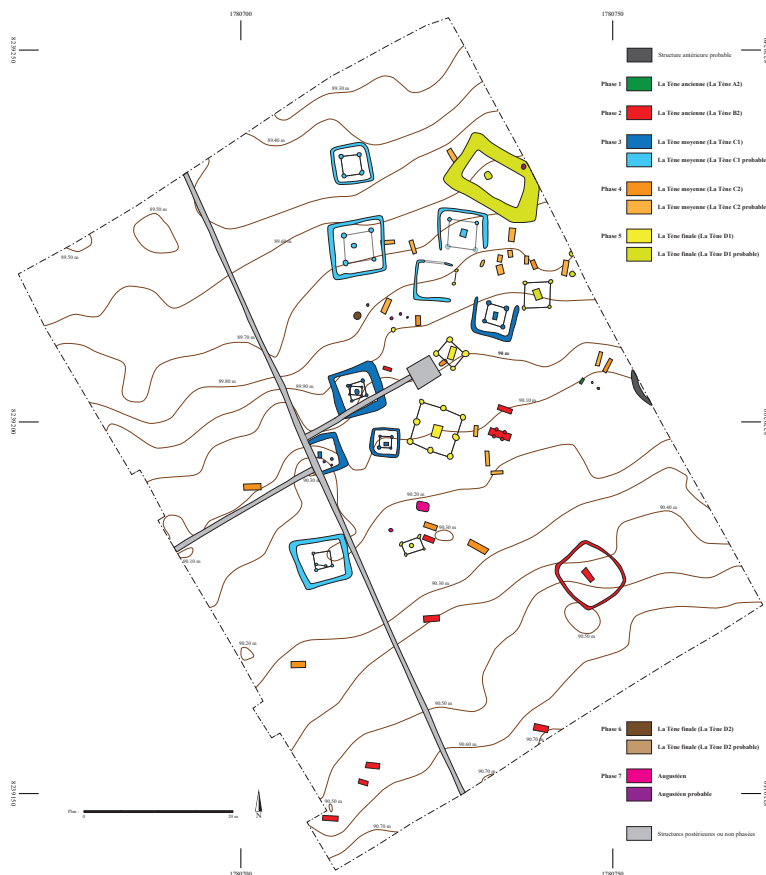 1780700
1780750
829250
Structure antérieure probable
Phase 1 La Tène ancienne (La Tène A2)
Phase 2 La Tène ancienne (La Tène B2)
Phase 3 La Tène moyenne (La Tène C1)
La Tène moyenne (La Tène C1 probable
Phase 4 La Tène moyenne (La Tène C2)
La Tène moyenne (La Tène C2 probable
Phase 5 La Tène finale (La Tène D1)
La Tène finale (La Tène D1 probable)
89.30 m
89.40 m
89.50 m
89.50 m
89.60 m
89.70 m
90 m
89.80 m
89.90 m
90.10 m
829200
90.30 m
90.20 m
90.40 m
90.30 m
90.10 m
90.30 m
90.50 m
90.20 m
90.50 m
90.60 m
90.70 m
90.70 m
90.50 m
90.70 m
Phase 6 La Tène finale (La Tène D2)
La Tène finale (La Tène D2 probable)
Phase 7 Augustéen
Augustéen probable
Structures postérieures ou non phasées
829150
0
20 m
N
1780700
1780750